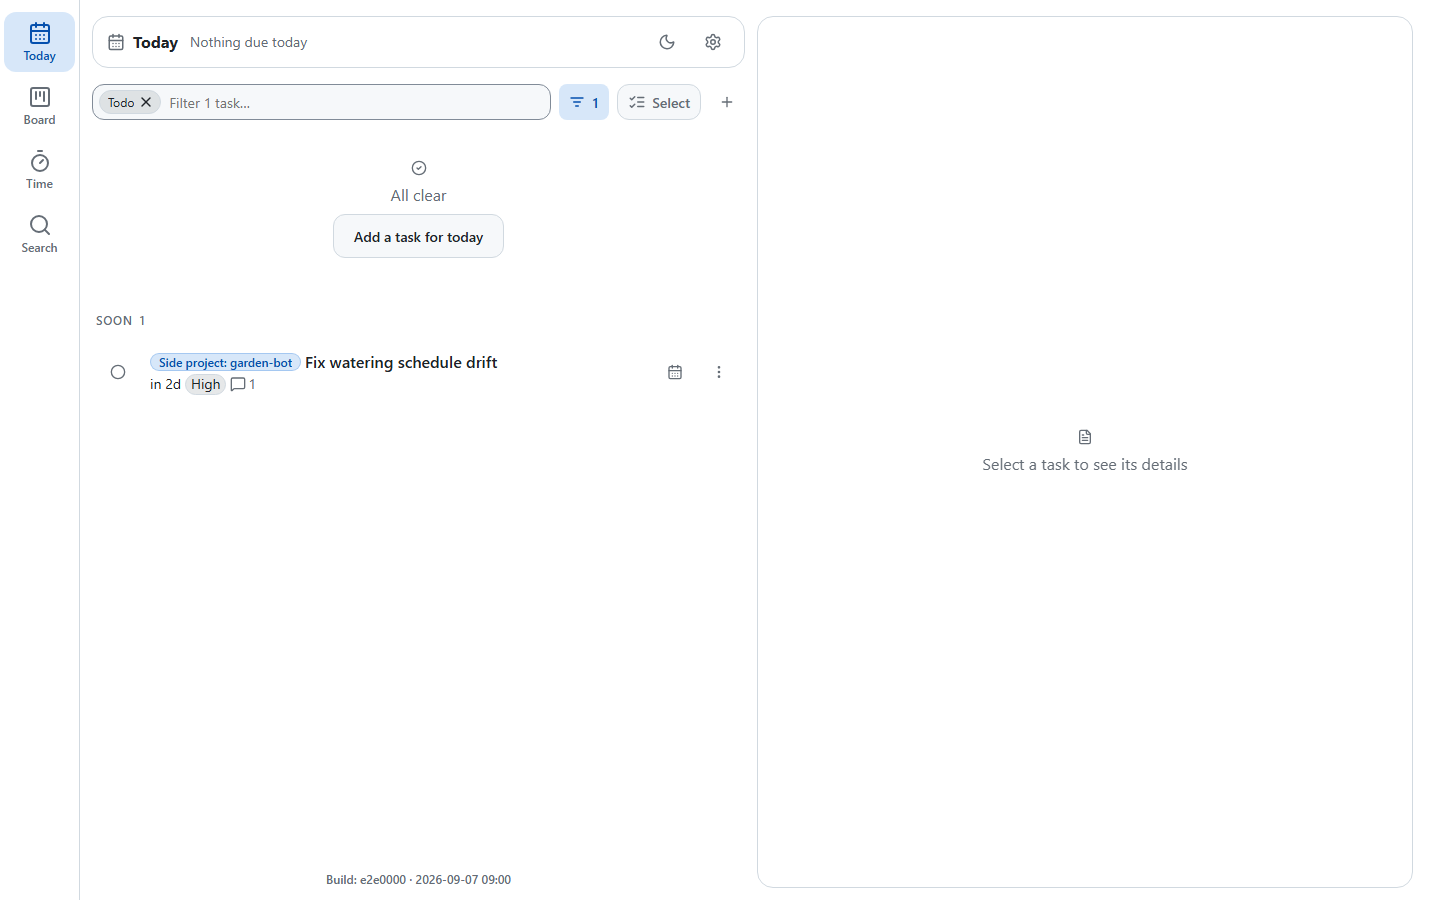 Today
Board
Time
Search
Today Nothing due today
Todo Filter 1 task... 1 Select
All clear
Add a task for today
SOON 1
Side project: garden-bot Fix watering schedule drift
in 2d High 1
Build: e2e0000 · 2026-09-07 09:00
Select a task to see its details